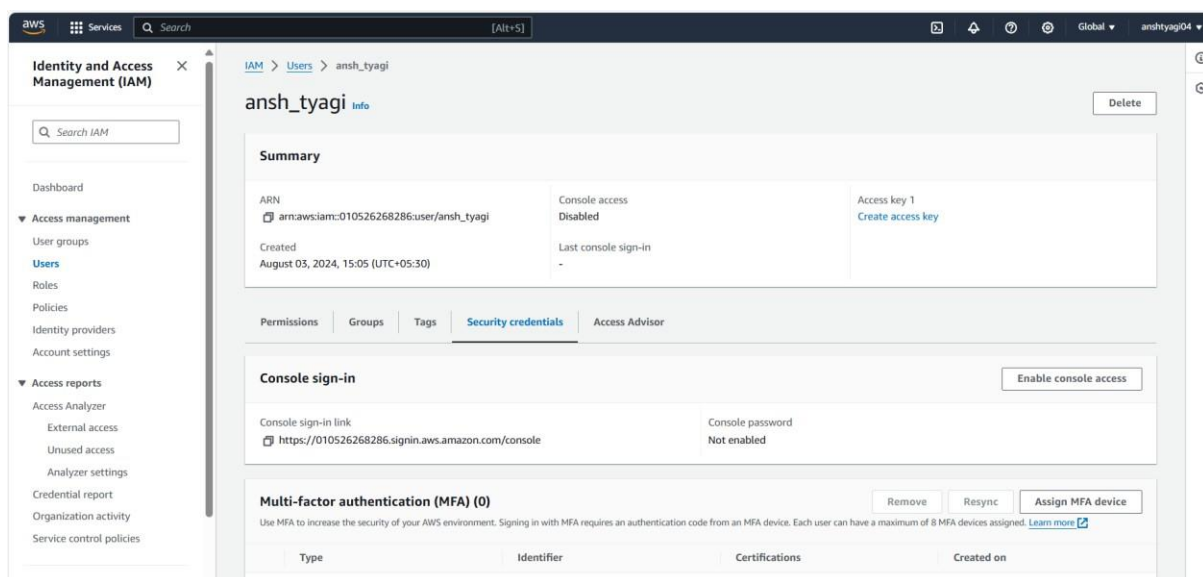 aws Services Search [Alt+S] Global anshtyagi04
Identity and Access Management (IAM)
Search IAM
Dashboard
Access management
User groups
Users
Roles
Policies
Identity providers
Account settings
Access reports
Access Analyzer
External access
Unused access
Analyzer settings
Credential report
Organization activity
Service control policies
IAM > Users > ansh_tyagi
ansh_tyagi Info Delete
Summary
ARN
arn:aws:iam::010526268286:user/ansh_tyagi
Created
August 03, 2024, 15:05 (UTC+05:30)
Console access
Disabled
Last console sign-in
-
Access key 1
Create access key
Permissions Groups Tags Security credentials Access Advisor
Console sign-in Enable console access
Console sign-in link
https://010526268286.signin.aws.amazon.com/console
Console password
Not enabled
Multi-factor authentication (MFA) (0) Remove Resync Assign MFA device
Use MFA to increase the security of your AWS environment. Signing in with MFA requires an authentication code from an MFA device. Each user can have a maximum of 8 MFA devices assigned. Learn more
Type Identifier Certifications Created on